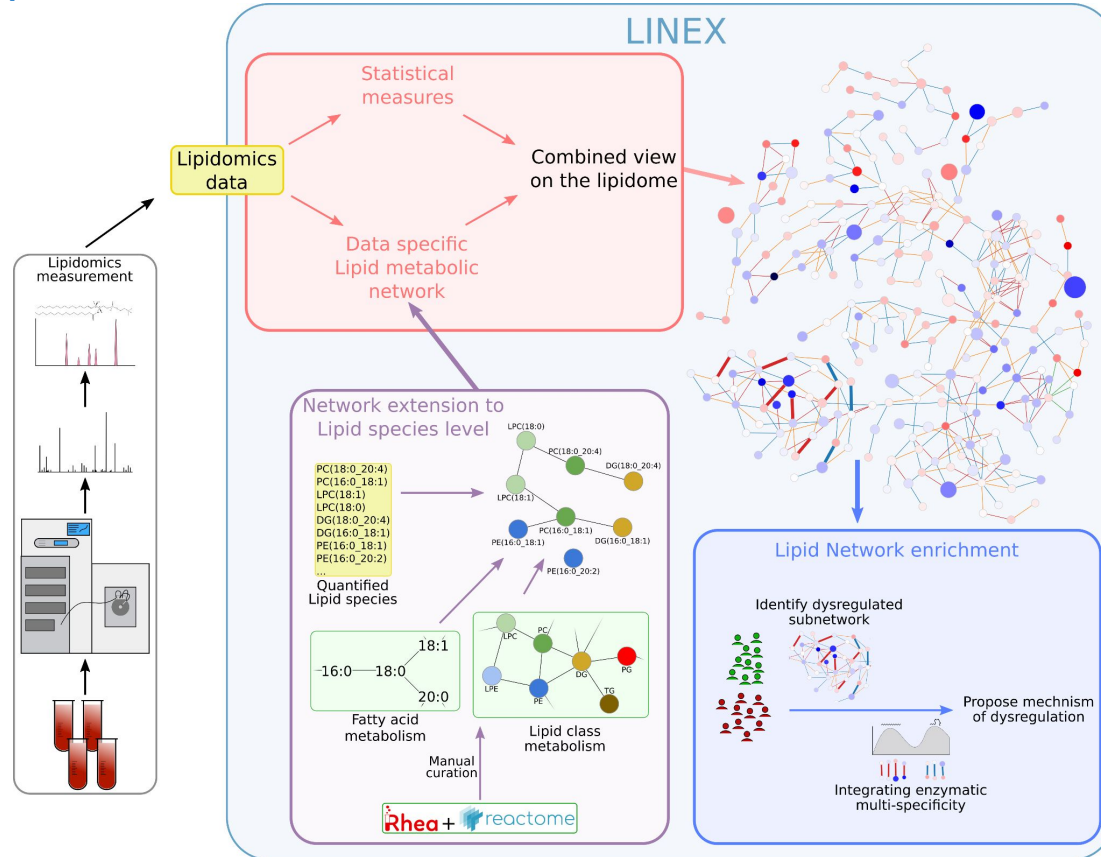 LINEX
Statistical
measures
Lipidomics
data
Combined view
on the lipidome
Data specific
Lipid metabolic
network
Lipidomics
measurement
Network extension to
Lipid species level
PC(18:0_20:4)
PC(16:0_18:1)
LPC(18:1)
LPC(18:0)
DG(18:0_20:4)
DG(16:0_18:1)
PE(16:0_18:1)
PE(16:0_20:2)
...
Quantified
Lipid species
LPC(18:0)
PC(18:0_20:4)
DG(18:0_20:4)
LPC(18:1)
PC(16:0_18:1)
PE(16:0_18:1)
DG(16:0_18:1)
PE(16:0_20:2)
16:0
18:0
18:1
20:0
Fatty acid
metabolism
LPC
PC
LPE
PE
DG
PG
TG
Lipid class
metabolism
Manual
curation
Rhea + reactome
Lipid Network enrichment
Identify dysregulated
subnetwork
Propose mechnism
of dysregulation
Integrating enzymatic
multi-specificity